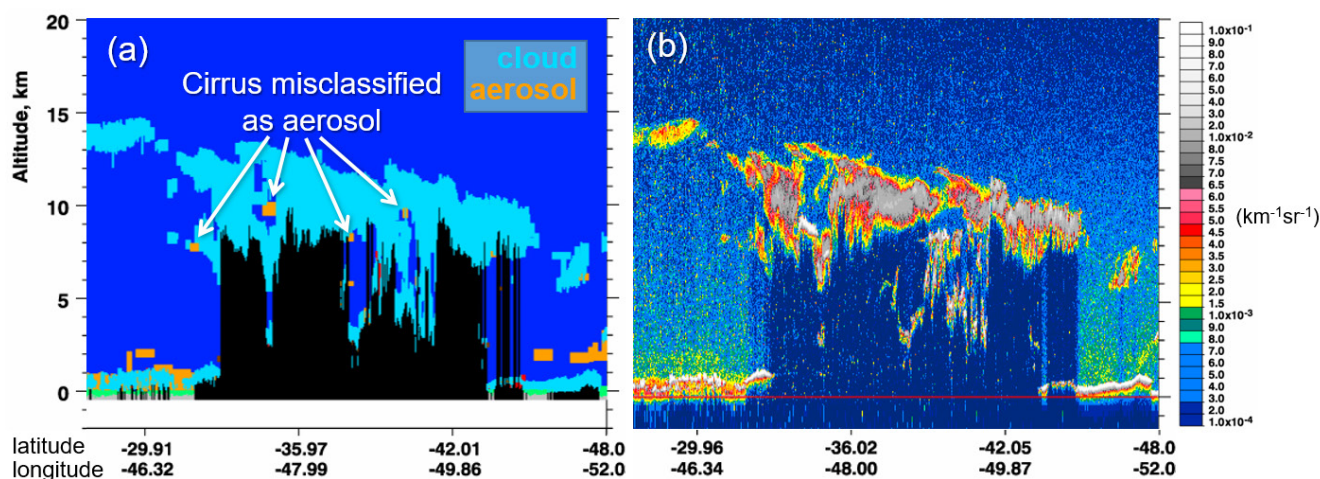 20
15
10
5
0
Altitude, km
(a)
cloud
aerosol
Cirrus misclassified
as aerosol
latitude
-29.91 -35.97 -42.01 -48.0
longitude
-46.32 -47.99 -49.86 -52.0
(b)
-29.96 -36.02 -42.05 -48.0
-46.34 -48.00 -49.87 -52.0
1.0x10⁻¹
9.0
8.0
7.0
6.0
5.0
4.0
3.0
2.0
1.0x10⁻²
8.0
7.5
7.0
6.5
6.0
5.5
5.0
4.5
4.0
3.5
3.0
2.5
2.0
1.5
1.0x10⁻³
9.0
8.0
7.0
6.0
5.0
4.0
3.0
2.0
1.0x10⁻⁴
(km⁻¹sr⁻¹)